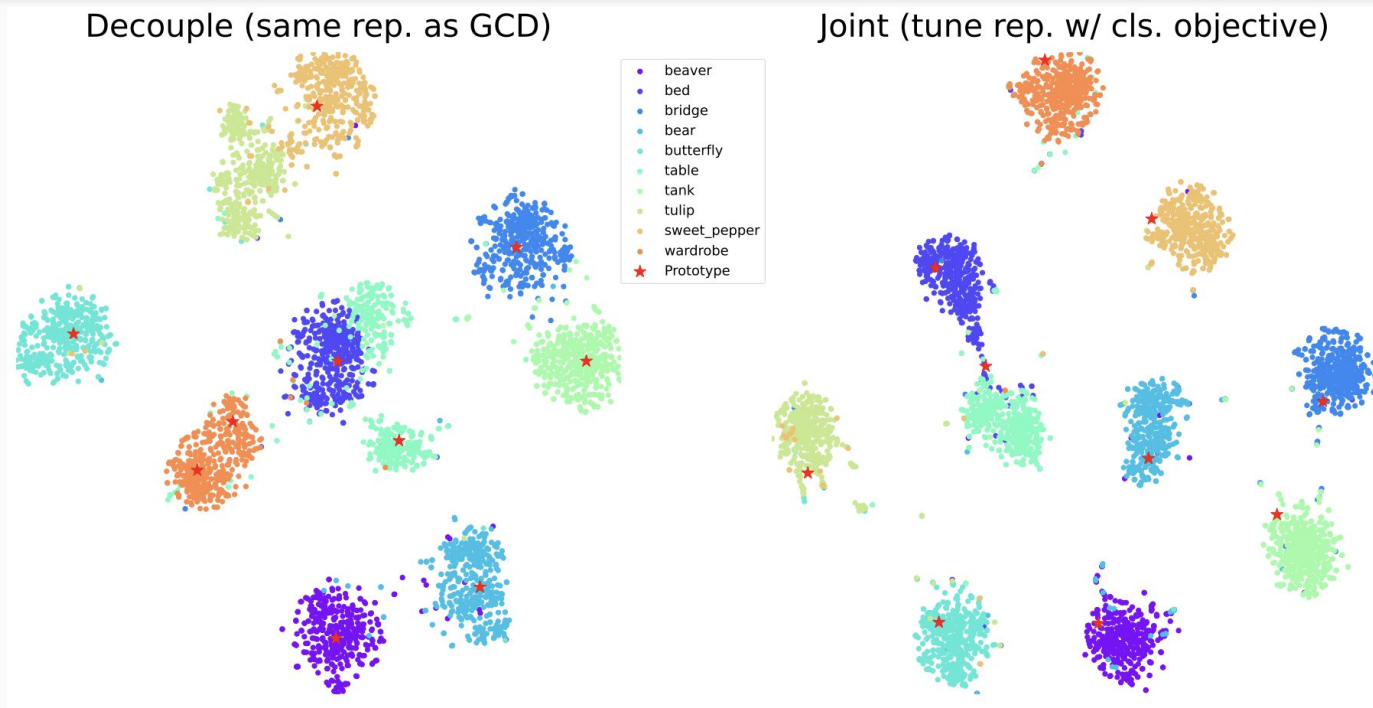 Decouple (same rep. as GCD)
Joint (tune rep. w/ cls. objective)
beaver
bed
bridge
bear
butterfly
table
tank
tulip
sweet_pepper
wardrobe
Prototype